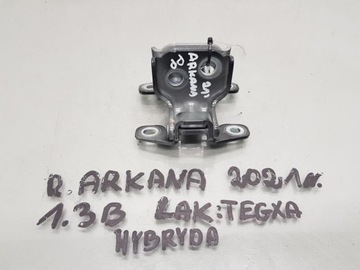 ARKANA
R. ARKANA 2021r.
1.3B LAK:TEGXA
HYBRYDA